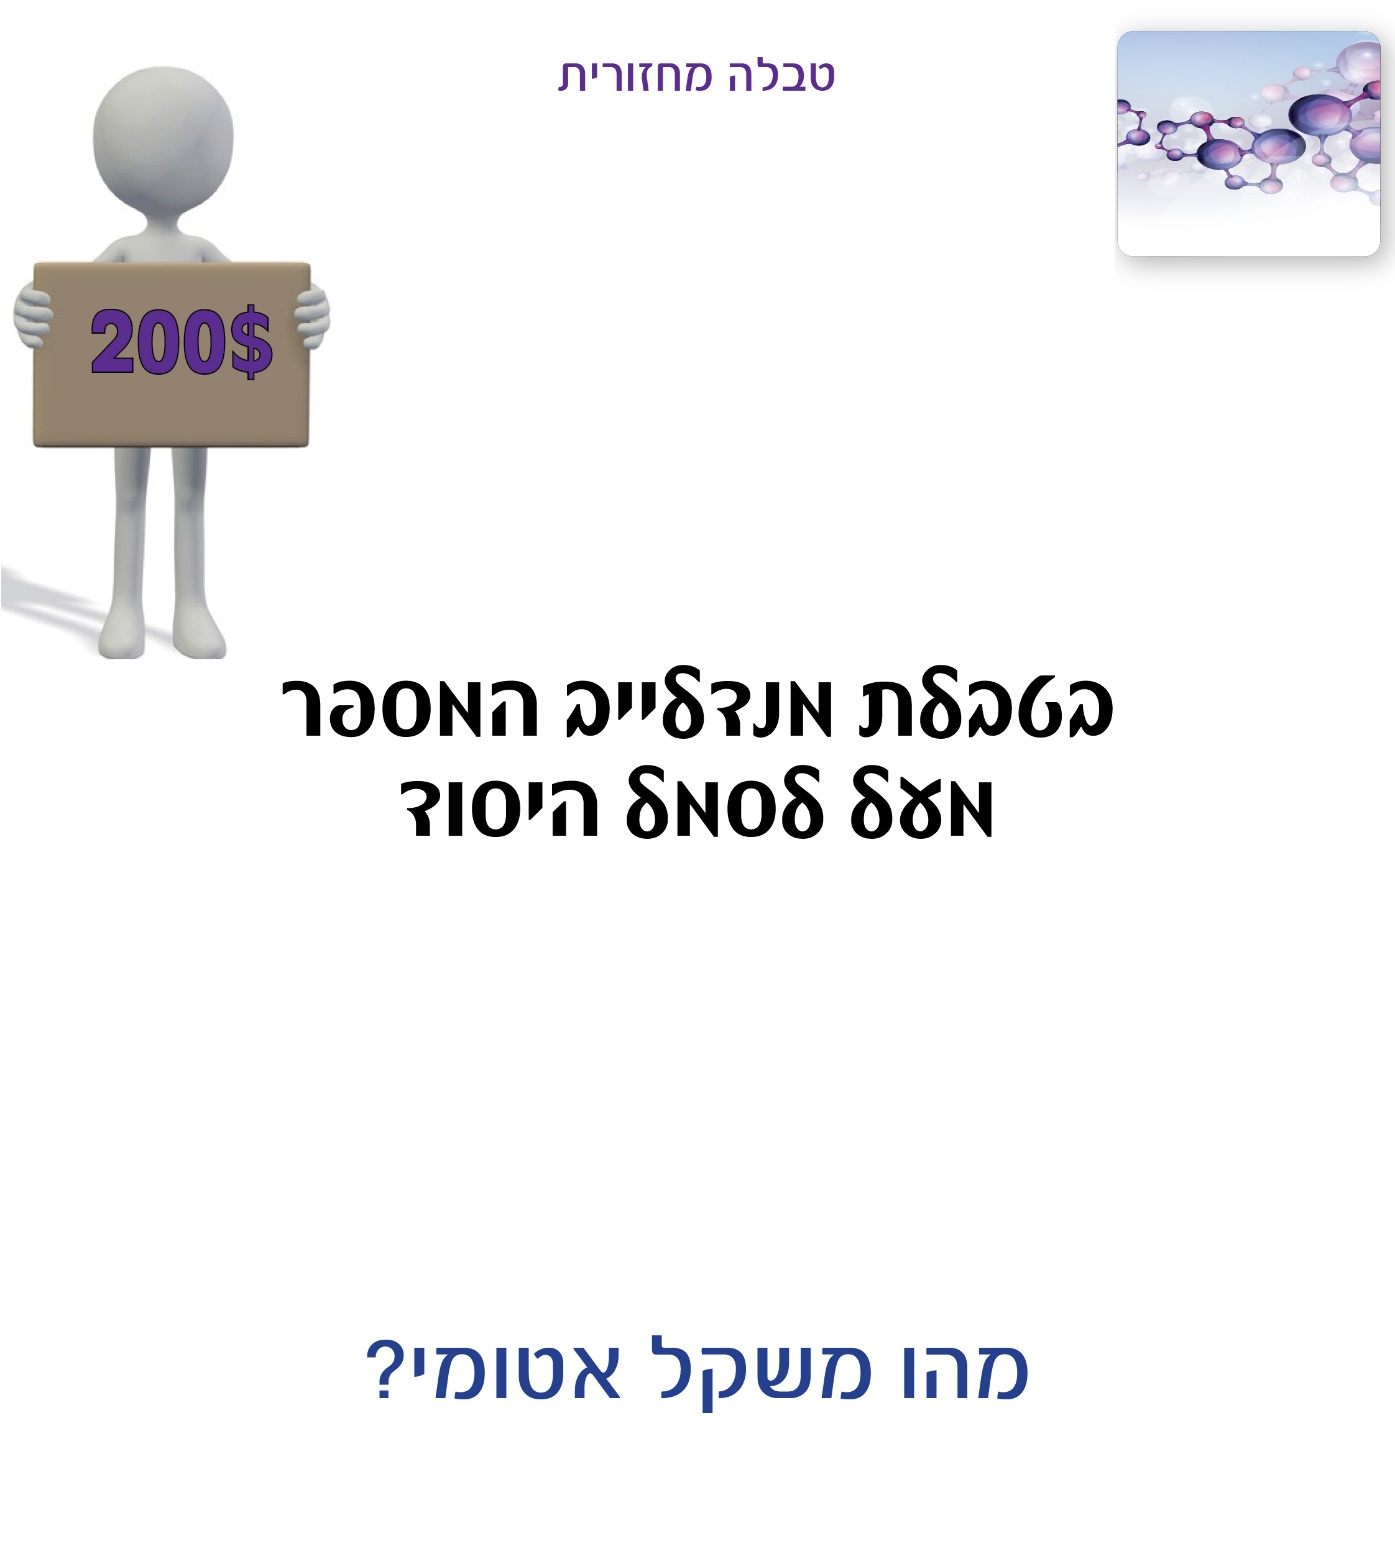 טבלה מחזורית
200$
בטבלת מנדלייב המספר
מעל לסמל היסוד
מהו משקל אטומי?